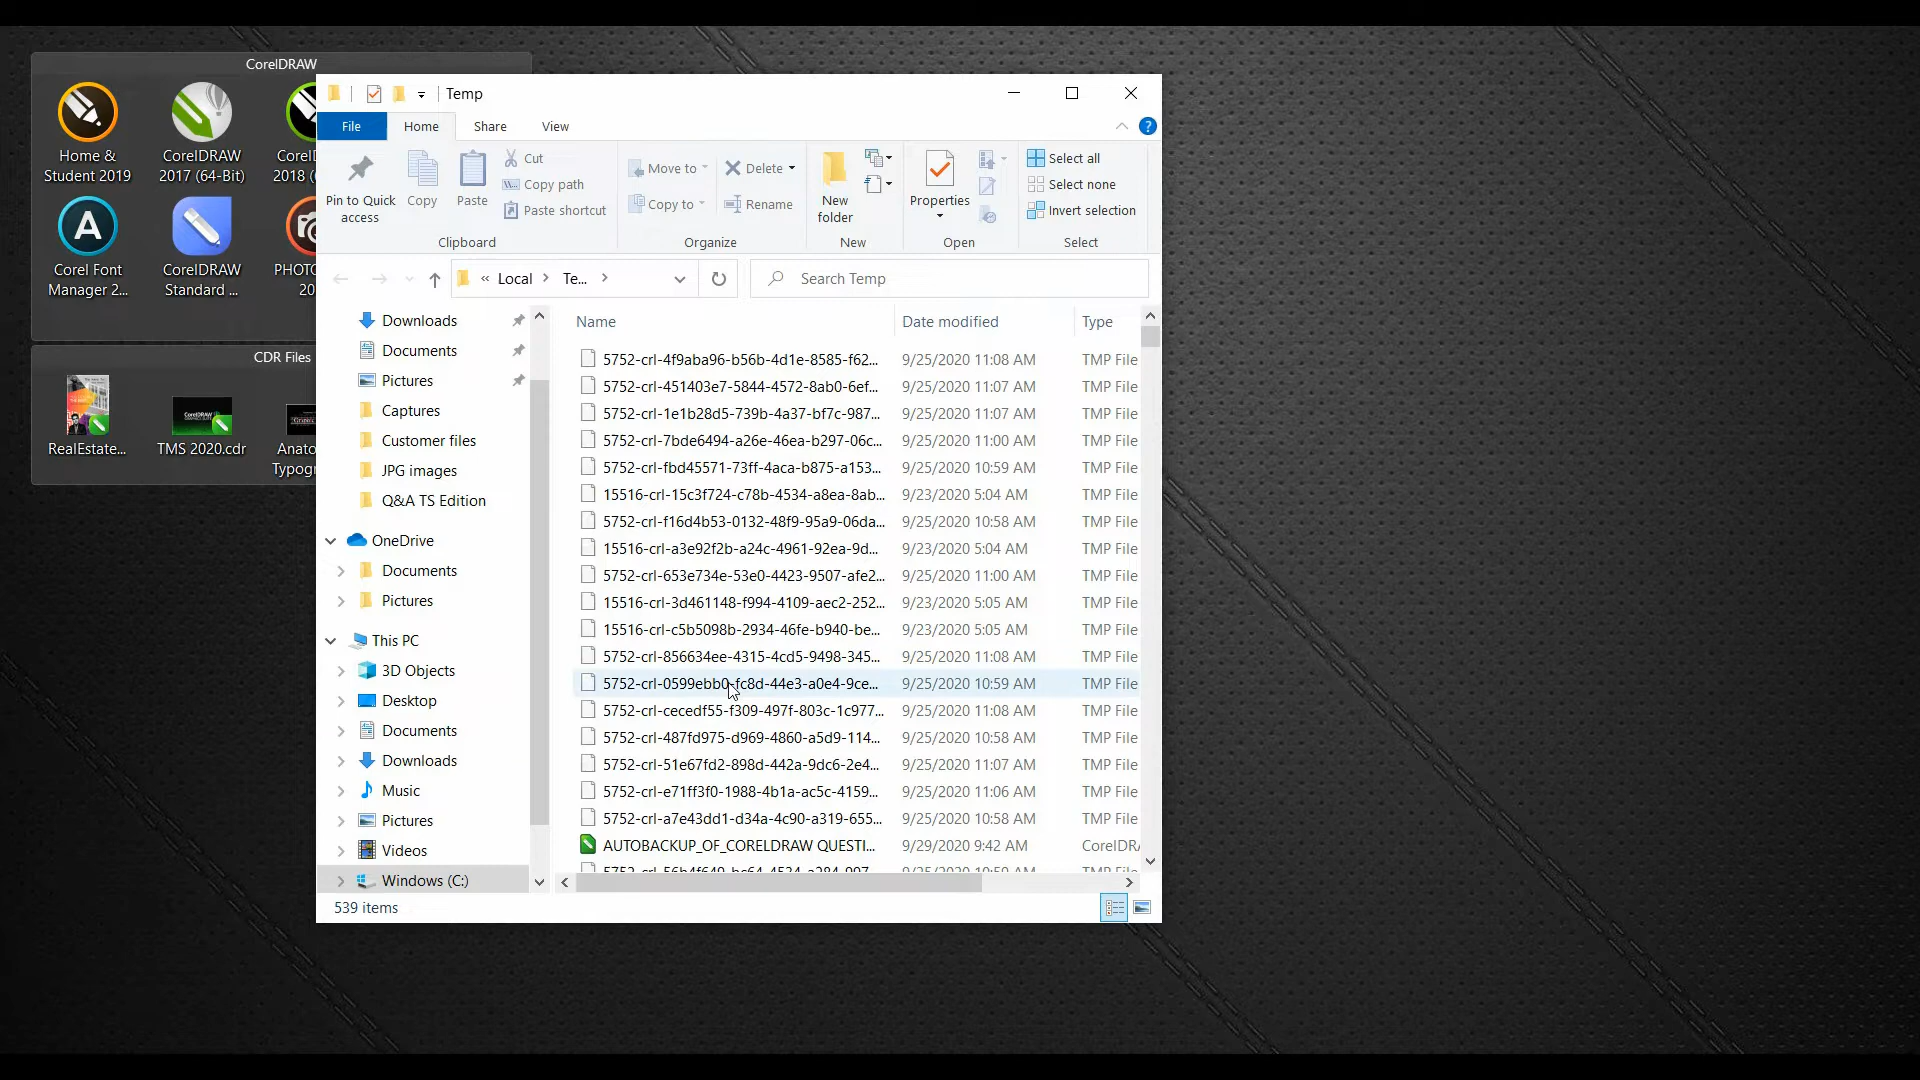 CorelDRAW
Home &
Student 2019
CorelDRAW
2017 (64-Bit)
CorelD
2018 (
Corel Font
Manager 2...
CorelDRAW
Standard ...
PHOTO
20
CDR Files
RealEstate...
TMS 2020.cdr
Anato
Typogr
Temp
File
Home
Share
View
Pin to Quick
access
Copy
Paste
Cut
Copy path
Paste shortcut
Clipboard
Move to
Copy to
Delete
Rename
Organize
New
folder
New
Properties
Open
Select all
Select none
Invert selection
Select
« Local > Te... >
Search Temp
Downloads
Documents
Pictures
Captures
Customer files
JPG images
Q&A TS Edition
OneDrive
Documents
Pictures
This PC
3D Objects
Desktop
Documents
Downloads
Music
Pictures
Videos
Windows (C:)
Name Date modified Type
5752-crl-4f9aba96-b56b-4d1e-8585-f62... 9/25/2020 11:08 AM TMP File
5752-crl-451403e7-5844-4572-8ab0-6ef... 9/25/2020 11:07 AM TMP File
5752-crl-1e1b28d5-739b-4a37-bf7c-987... 9/25/2020 11:07 AM TMP File
5752-crl-7bde6494-a26e-46ea-b297-06c... 9/25/2020 11:00 AM TMP File
5752-crl-fbd45571-73ff-4aca-b875-a153... 9/25/2020 10:59 AM TMP File
15516-crl-15c3f724-c78b-4534-a8ea-8ab... 9/23/2020 5:04 AM TMP File
5752-crl-f16d4b53-0132-48f9-95a9-06da... 9/25/2020 10:58 AM TMP File
15516-crl-a3e92f2b-a24c-4961-92ea-9d... 9/23/2020 5:04 AM TMP File
5752-crl-653e734e-53e0-4423-9507-afe2... 9/25/2020 11:00 AM TMP File
15516-crl-3d461148-f994-4109-aec2-252... 9/23/2020 5:05 AM TMP File
15516-crl-c5b5098b-2934-46fe-b940-be... 9/23/2020 5:05 AM TMP File
5752-crl-856634ee-4315-4cd5-9498-345... 9/25/2020 11:08 AM TMP File
5752-crl-0599ebb0-fc8d-44e3-a0e4-9ce... 9/25/2020 10:59 AM TMP File
5752-crl-cecedf55-f309-497f-803c-1c977... 9/25/2020 11:08 AM TMP File
5752-crl-487fd975-d969-4860-a5d9-114... 9/25/2020 10:58 AM TMP File
5752-crl-51e67fd2-898d-442a-9dc6-2e4... 9/25/2020 11:07 AM TMP File
5752-crl-e71ff3f0-1988-4b1a-ac5c-4159... 9/25/2020 11:06 AM TMP File
5752-crl-a7e43dd1-d34a-4c90-a319-655... 9/25/2020 10:58 AM TMP File
AUTOBACKUP_OF_CORELDRAW QUESTI... 9/29/2020 9:42 AM CorelDRA
539 items